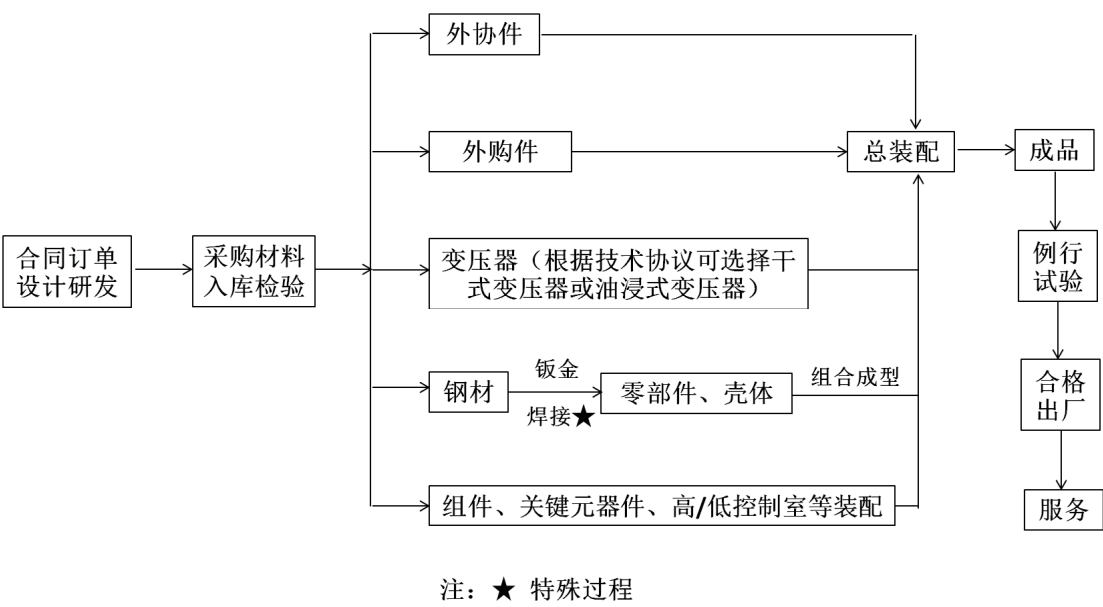 外协件
外购件
总装配
成品
合同订单
设计研发
采购材料
入库检验
变压器（根据技术协议可选择干
式变压器或油浸式变压器）
例行
试验
钢材
钣金
焊接★
零部件、壳体
组合成型
合格
出厂
组件、关键元器件、高/低控制室等装配
服务
注：★ 特殊过程